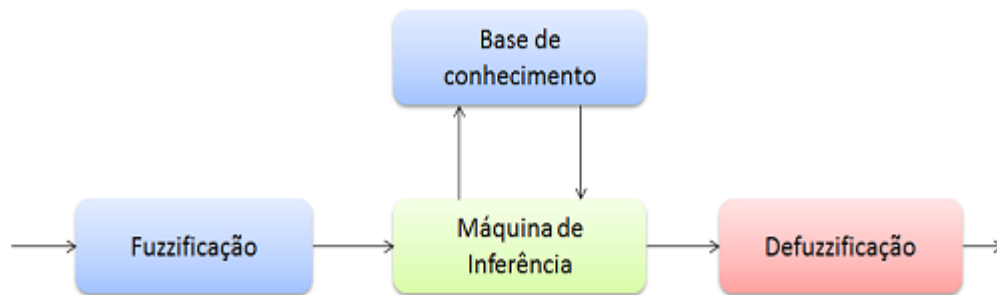 Base de
conhecimento
Fuzzificação
Máquina de
Inferência
Defuzzificação